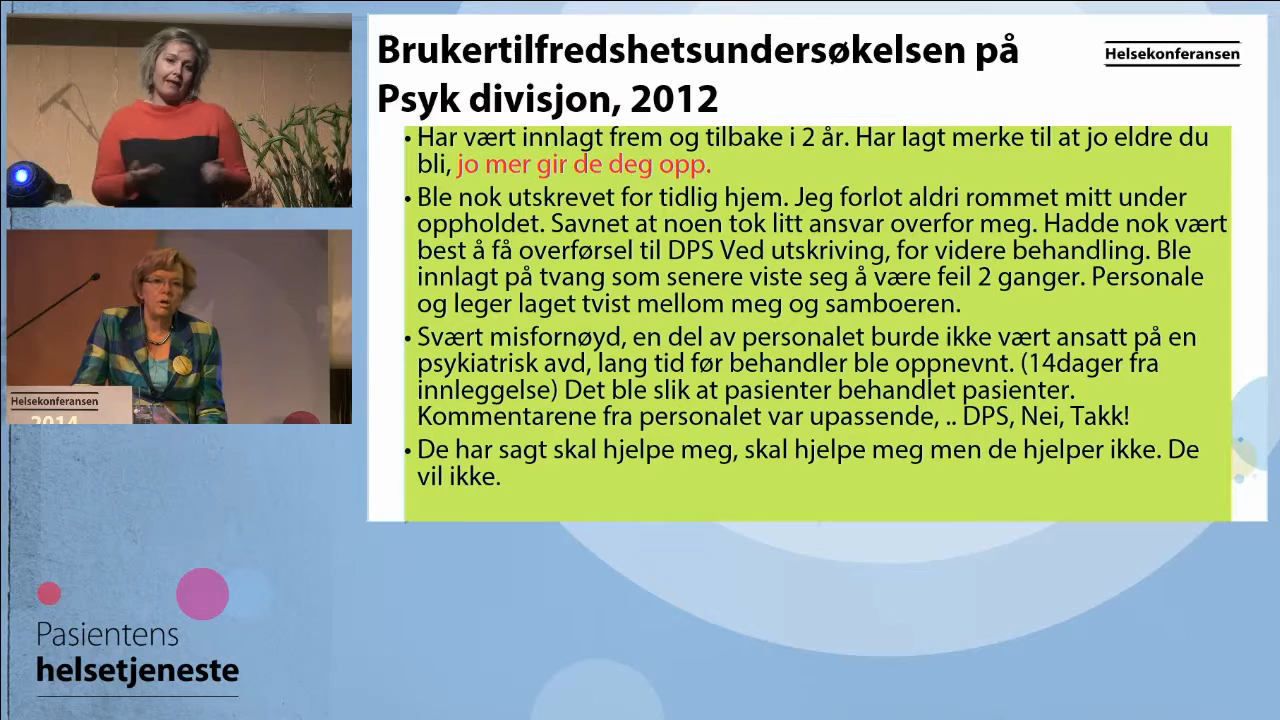 Brukertilfredshetsundersøkelsen på
Psyk divisjon, 2012
Helsekonferansen
• Har vært innlagt frem og tilbake i 2 år. Har lagt merke til at jo eldre du
bli, jo mer gir de deg opp.
• Ble nok utskrevet for tidlig hjem. Jeg forlot aldri rommet mitt under
oppholdet. Savnet at noen tok litt ansvar overfor meg. Hadde nok vært
best å få overførsel til DPS Ved utskriving, for videre behandling. Ble
innlagt på tvang som senere viste seg å være feil 2 ganger. Personale
og leger laget tvist mellom meg og samboeren.
• Svært misfornøyd, en del av personalet burde ikke vært ansatt på en
psykiatrisk avd, lang tid før behandler ble oppnevnt. (14dager fra
innleggelse) Det ble slik at pasienter behandlet pasienter.
Kommentarene fra personalet var upassende, .. DPS, Nei, Takk!
• De har sagt skal hjelpe meg, skal hjelpe meg men de hjelper ikke. De
vil ikke.
Helsekonferansen
2014
Pasientens
helsetjeneste